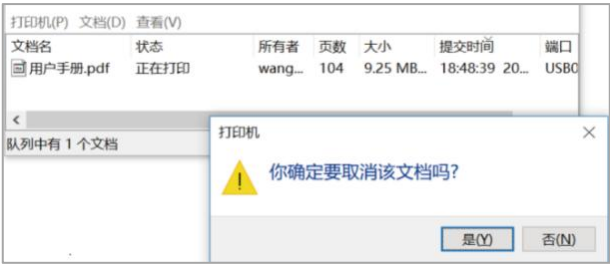 打印机(P) 文档(D) 查看(V)
文档名 状态 所有者 页数 大小 提交时间 端口
用户手册.pdf 正在打印 wang... 104 9.25 MB... 18:48:39 20... USB0
队列中有 1 个文档
打印机
你确定要取消该文档吗?
是(Y) 否(N)